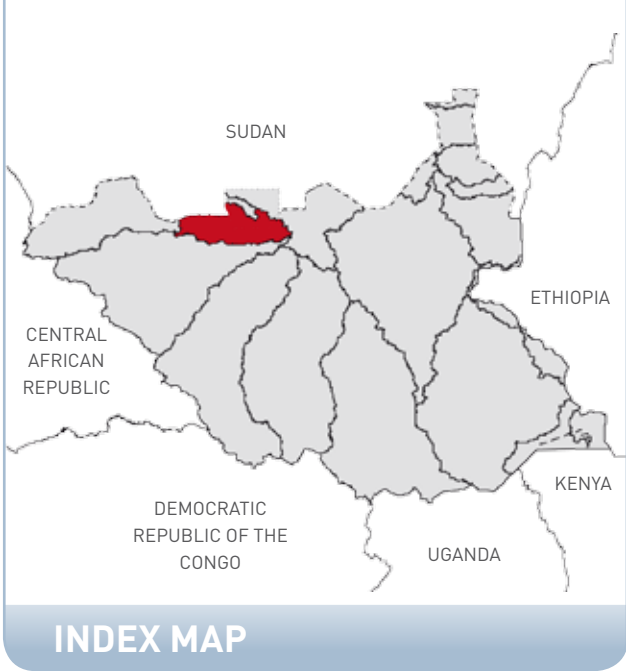 SUDAN
ETHIOPIA
CENTRAL
AFRICAN
REPUBLIC
KENYA
DEMOCRATIC
REPUBLIC OF THE
CONGO
UGANDA
INDEX MAP